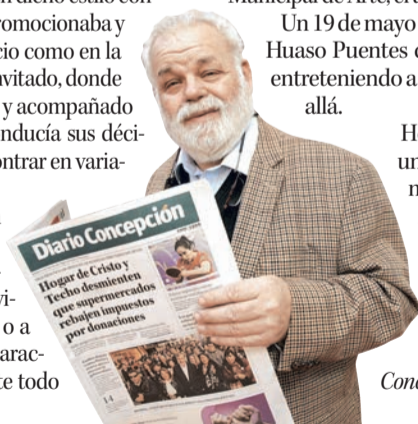 n dicho estilo con
romocionaba y
cio como en la
nvitado, donde
y acompañado
nducía sus déci-
ontrar en varia-
vi-
o a
arac-
te todo
Municipal de Arte, el
Un 19 de mayo
Huaso Puentes
entreteniendo a
allá.
H
un
n
Conc
Diario Concepción
Hogar de Cristo y
Techo desmienten
que supermercados
rebajen impuestos
por donaciones
14